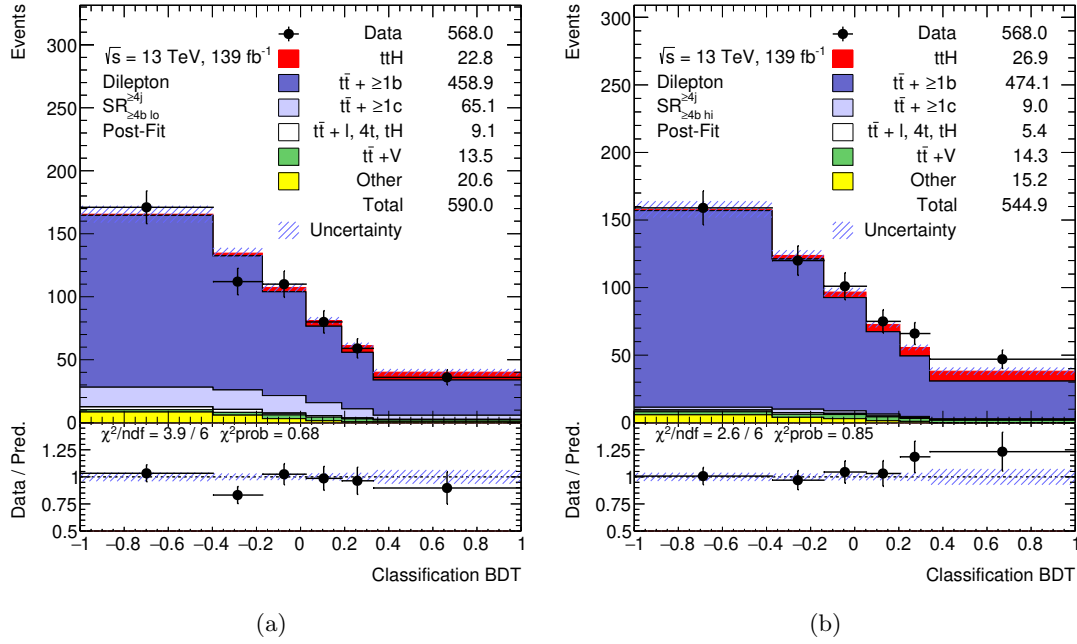 Events
300
250
200
150
100
50
0
√s = 13 TeV, 139 fb⁻¹
Dilepton
SR≥4j ≥4b lo
Post-Fit
Data 568.0
ttH 22.8
tt̄ + ≥1b 458.9
tt̄ + ≥1c 65.1
tt̄ + l, 4t, tH 9.1
tt̄ +V 13.5
Other 20.6
Total 590.0
Uncertainty
χ²/ndf = 3.9 / 6 χ²prob = 0.68
Data / Pred.
1.25
1
0.75
0.5
−1 −0.8 −0.6 −0.4 −0.2 0 0.2 0.4 0.6 0.8 1
Classification BDT
(a)
Events
300
250
200
150
100
50
0
√s = 13 TeV, 139 fb⁻¹
Dilepton
SR≥4j ≥4b hi
Post-Fit
Data 568.0
ttH 26.9
tt̄ + ≥1b 474.1
tt̄ + ≥1c 9.0
tt̄ + l, 4t, tH 5.4
tt̄ +V 14.3
Other 15.2
Total 544.9
Uncertainty
χ²/ndf = 2.6 / 6 χ²prob = 0.85
Data / Pred.
1.25
1
0.75
0.5
−1 −0.8 −0.6 −0.4 −0.2 0 0.2 0.4 0.6 0.8 1
Classification BDT
(b)